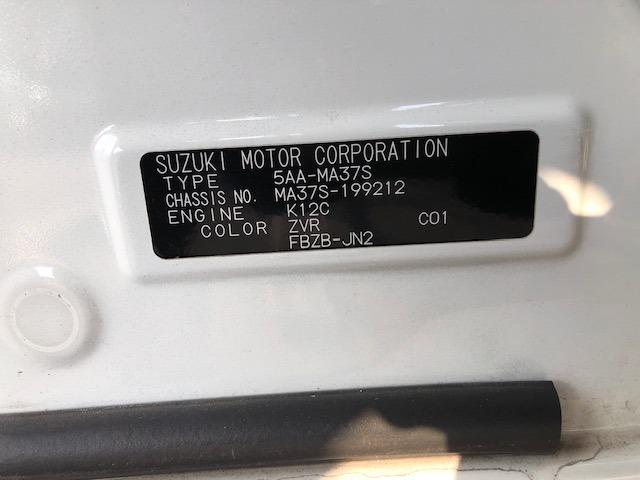 SUZUKI MOTOR CORPORATION
TYPE 5AA-MA37S
CHASSIS NO. MA37S-199212
ENGINE K12C
COLOR ZVR C01
FBZB-JN2